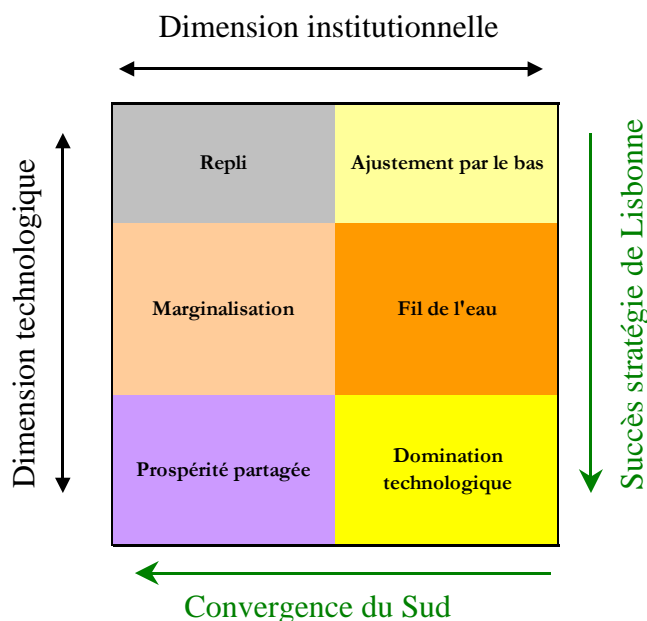 Dimension institutionnelle
Dimension technologique
Repli
Ajustement par le bas
Marginalisation
Fil de l'eau
Prospérité partagée
Domination
technologique
Succès stratégie de Lisbonne
Convergence du Sud